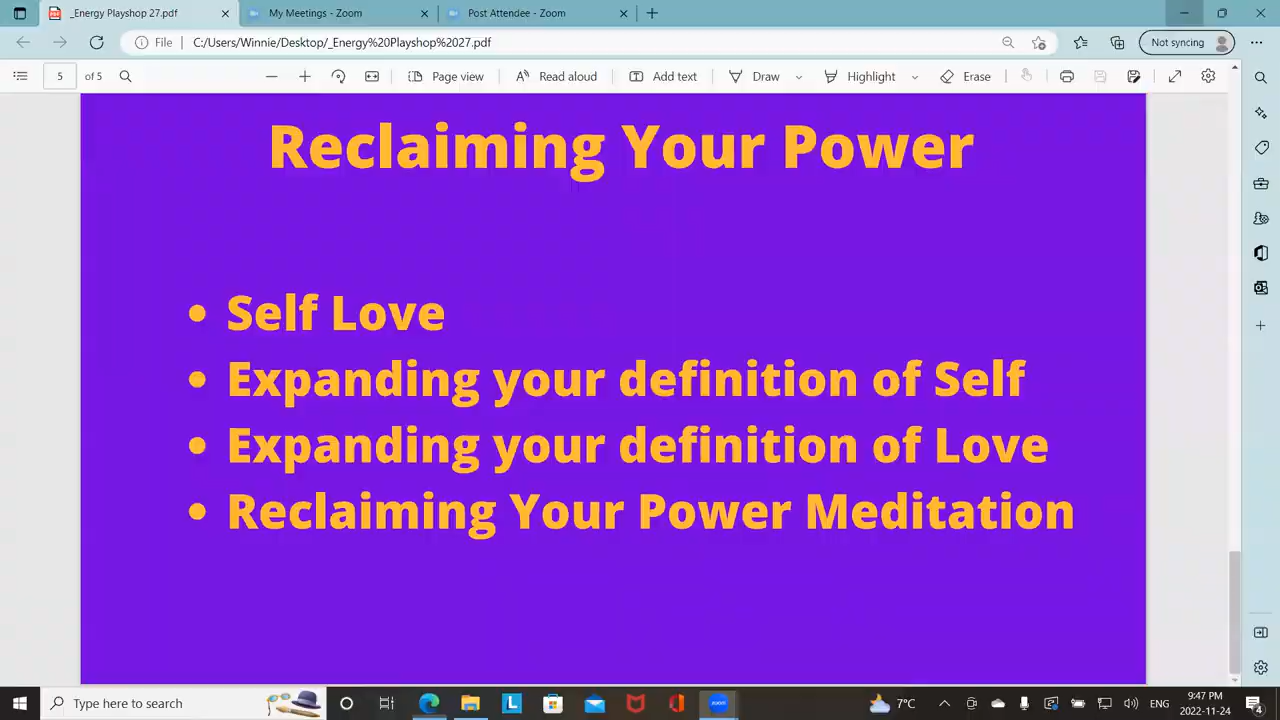 _Energy Playshop 27.pdf
My Meetings - Zoom
Post Attendee - Zoom
File
C:/Users/Winnie/Desktop/_Energy%20Playshop%2027.pdf
Not syncing
5
of 5
Page view
Read aloud
Add text
Draw
Highlight
Erase
Reclaiming Your Power
• Self Love
• Expanding your definition of Self
• Expanding your definition of Love
• Reclaiming Your Power Meditation
Type here to search
L
zoom
7°C
ENG
9:47 PM
2022-11-24
4